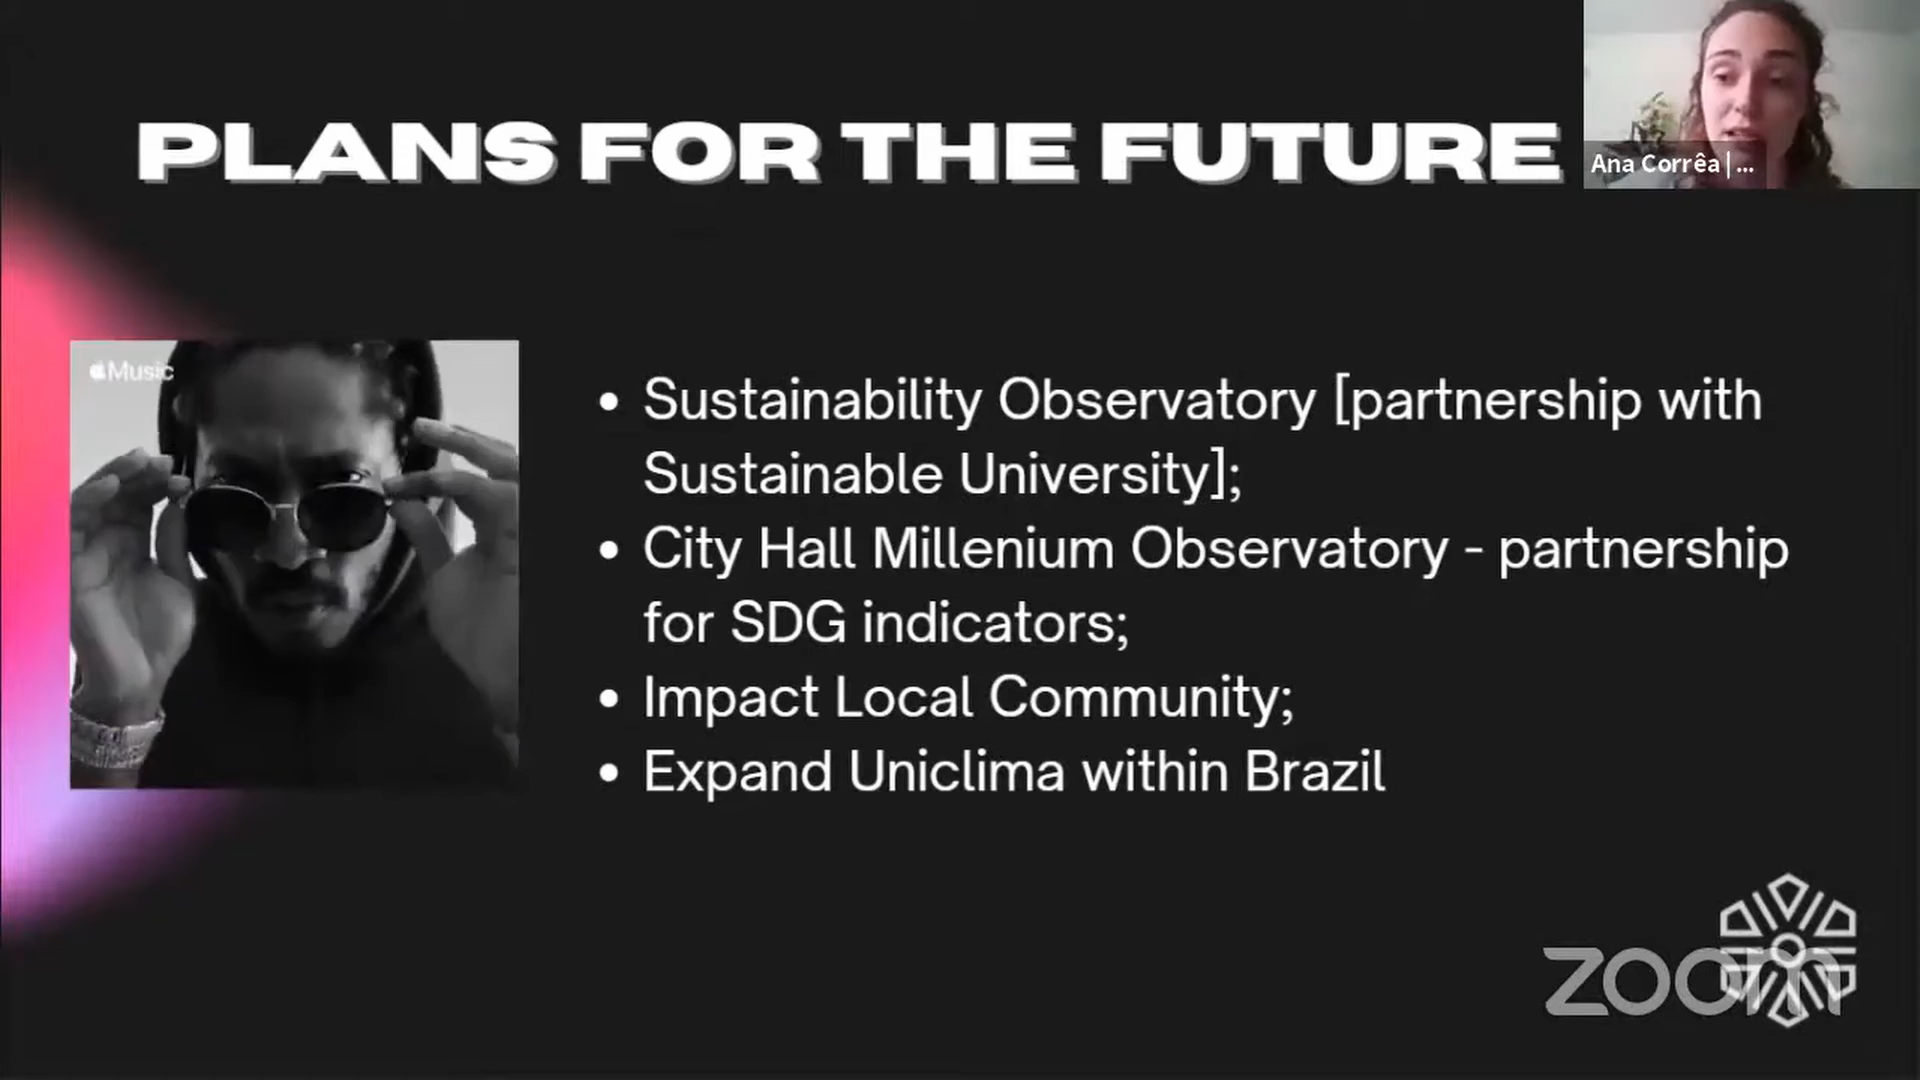 PLANS FOR THE FUTURE
Ana Corrêa | ...
Music
• Sustainability Observatory [partnership with
Sustainable University];
• City Hall Millenium Observatory - partnership
for SDG indicators;
• Impact Local Community;
• Expand Uniclima within Brazil
zoom